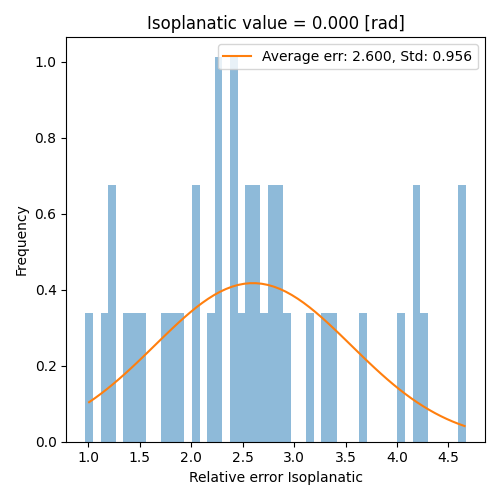 Isoplanatic value = 0.000 [rad]
Average err: 2.600, Std: 0.956
Frequency
1.0
0.8
0.6
0.4
0.2
0.0
1.0 1.5 2.0 2.5 3.0 3.5 4.0 4.5
Relative error Isoplanatic